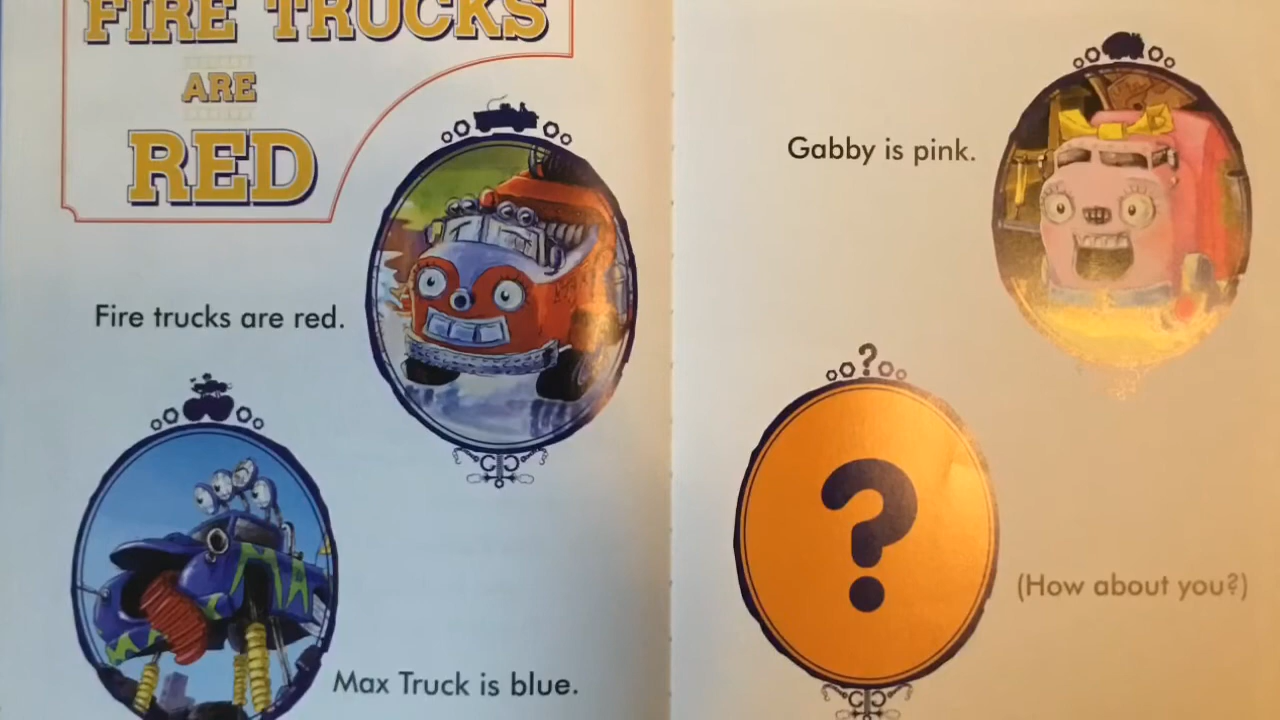 FIRE TRUCKS
ARE
RED
Fire trucks are red.
Max Truck is blue.
Gabby is pink.
?
?
(How about you?)